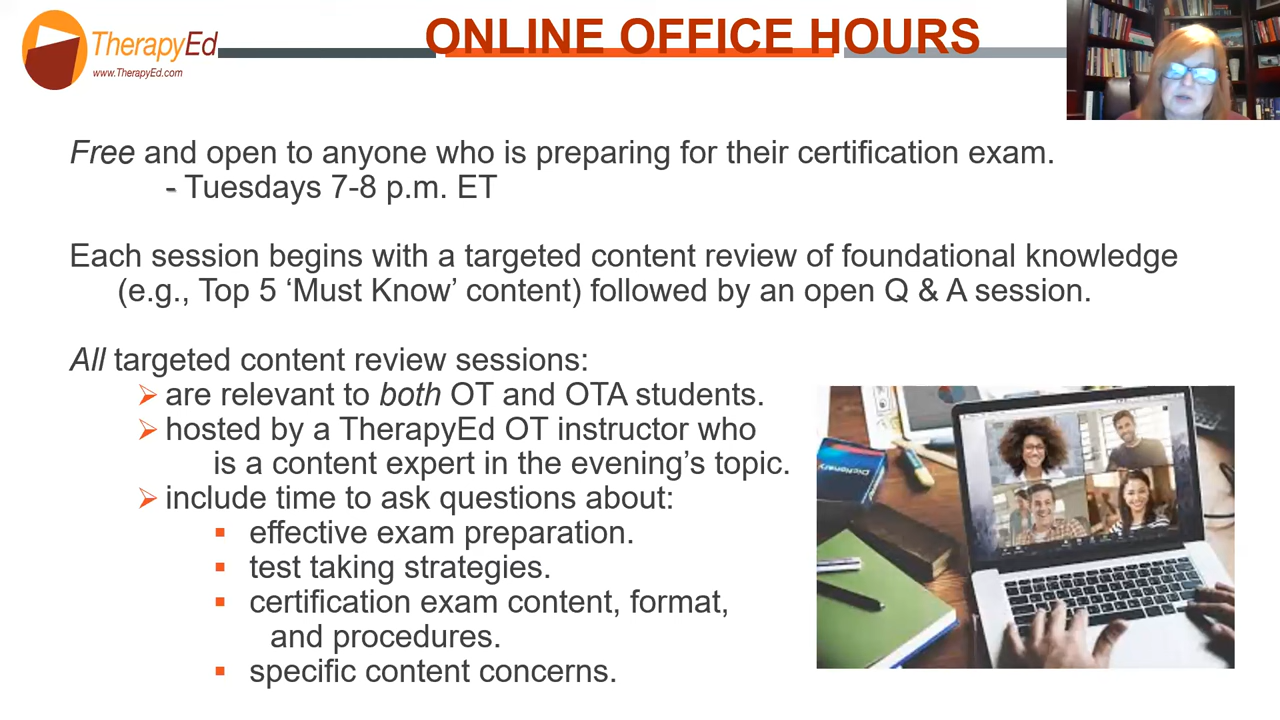 TherapyEd
www.TherapyEd.com
ONLINE OFFICE HOURS
Free and open to anyone who is preparing for their certification exam.
- Tuesdays 7-8 p.m. ET
Each session begins with a targeted content review of foundational knowledge
(e.g., Top 5 ‘Must Know’ content) followed by an open Q & A session.
All targeted content review sessions:
are relevant to both OT and OTA students.
hosted by a TherapyEd OT instructor who
is a content expert in the evening’s topic.
include time to ask questions about:
effective exam preparation.
test taking strategies.
certification exam content, format,
and procedures.
specific content concerns.
Dictionary